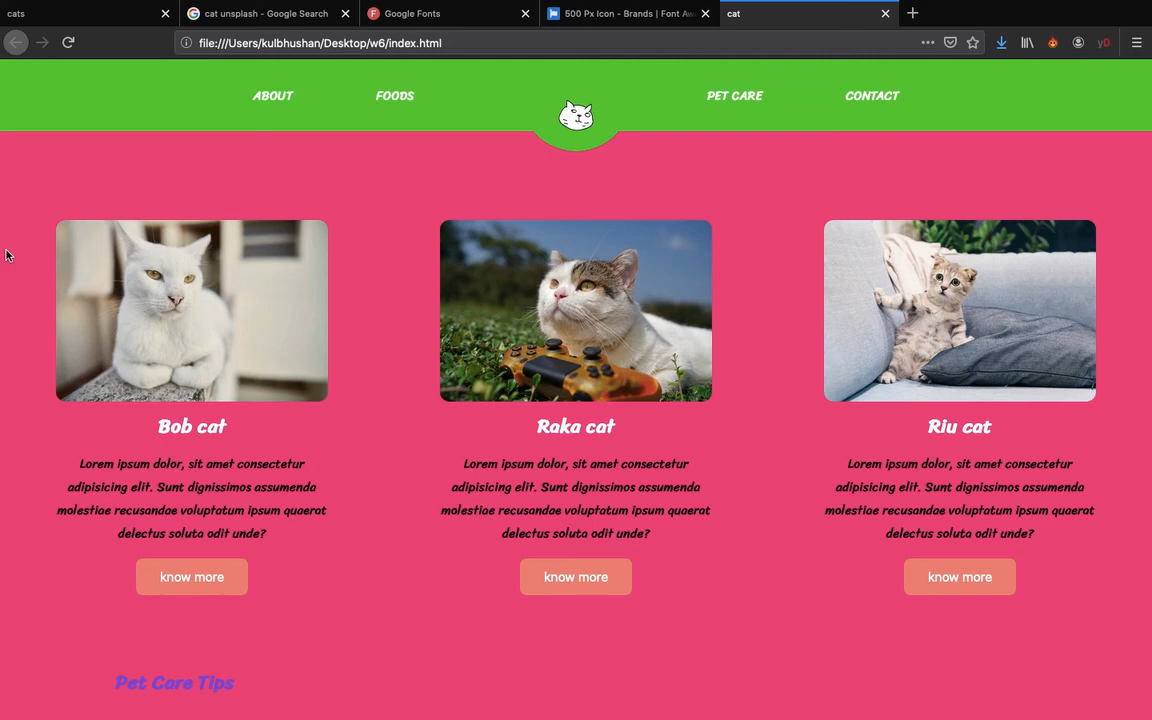 cats
cat unsplash - Google Search
Google Fonts
500 Px Icon - Brands | Font Aw
cat
file:///Users/kulbhushan/Desktop/w6/index.html
yD
ABOUT
FOODS
PET CARE
CONTACT
Bob cat
Lorem ipsum dolor, sit amet consectetur
adipisicing elit. Sunt dignissimos assumenda
molestiae recusandae voluptatum ipsum quaerat
delectus soluta odit unde?
know more
Raka cat
Lorem ipsum dolor, sit amet consectetur
adipisicing elit. Sunt dignissimos assumenda
molestiae recusandae voluptatum ipsum quaerat
delectus soluta odit unde?
know more
Riu cat
Lorem ipsum dolor, sit amet consectetur
adipisicing elit. Sunt dignissimos assumenda
molestiae recusandae voluptatum ipsum quaerat
delectus soluta odit unde?
know more
Pet Care Tips